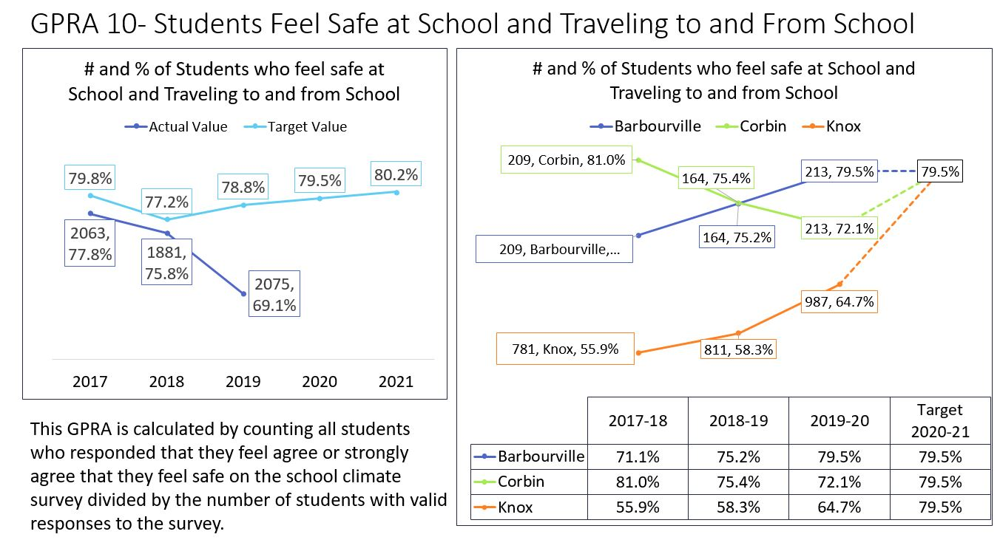 GPRA 10- Students Feel Safe at School and Traveling to and From School
# and % of Students who feel safe at
School and Traveling to and from School
Actual Value
Target Value
79.8%
77.2%
78.8%
79.5%
80.2%
2063,
77.8%
1881,
75.8%
2075,
69.1%
2017 2018 2019 2020 2021
This GPRA is calculated by counting all students
who responded that they feel agree or strongly
agree that they feel safe on the school climate
survey divided by the number of students with valid
responses to the survey.
# and % of Students who feel safe at School and
Traveling to and from School
Barbourville Corbin Knox
209, Corbin, 81.0%
164, 75.4%
213, 79.5%
79.5%
209, Barbourville,...
164, 75.2%
213, 72.1%
987, 64.7%
781, Knox, 55.9%
811, 58.3%
2017-18 2018-19 2019-20 Target
2020-21
Barbourville 71.1% 75.2% 79.5% 79.5%
Corbin 81.0% 75.4% 72.1% 79.5%
Knox 55.9% 58.3% 64.7% 79.5%